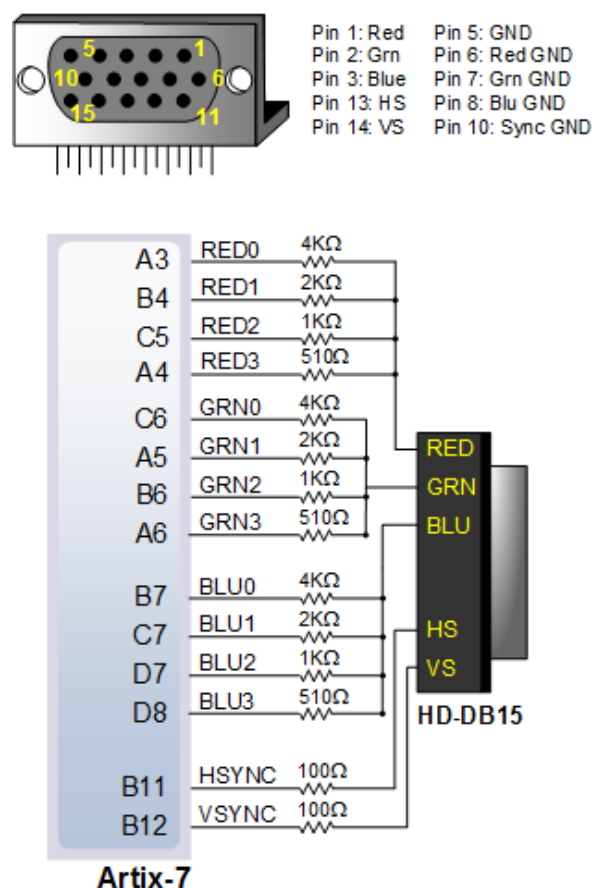 5
1
10
6
15
11
Pin 1: Red Pin 5: GND
Pin 2: Grn Pin 6: Red GND
Pin 3: Blue Pin 7: Grn GND
Pin 13: HS Pin 8: Blu GND
Pin 14: VS Pin 10: Sync GND
A3 RED0 4KΩ
B4 RED1 2KΩ
C5 RED2 1KΩ
A4 RED3 510Ω
C6 GRN0 4KΩ
A5 GRN1 2KΩ
B6 GRN2 1KΩ
A6 GRN3 510Ω
B7 BLU0 4KΩ
C7 BLU1 2KΩ
D7 BLU2 1KΩ
D8 BLU3 510Ω
B11 HSYNC 100Ω
B12 VSYNC 100Ω
RED
GRN
BLU
HS
VS
HD-DB15
Artix-7